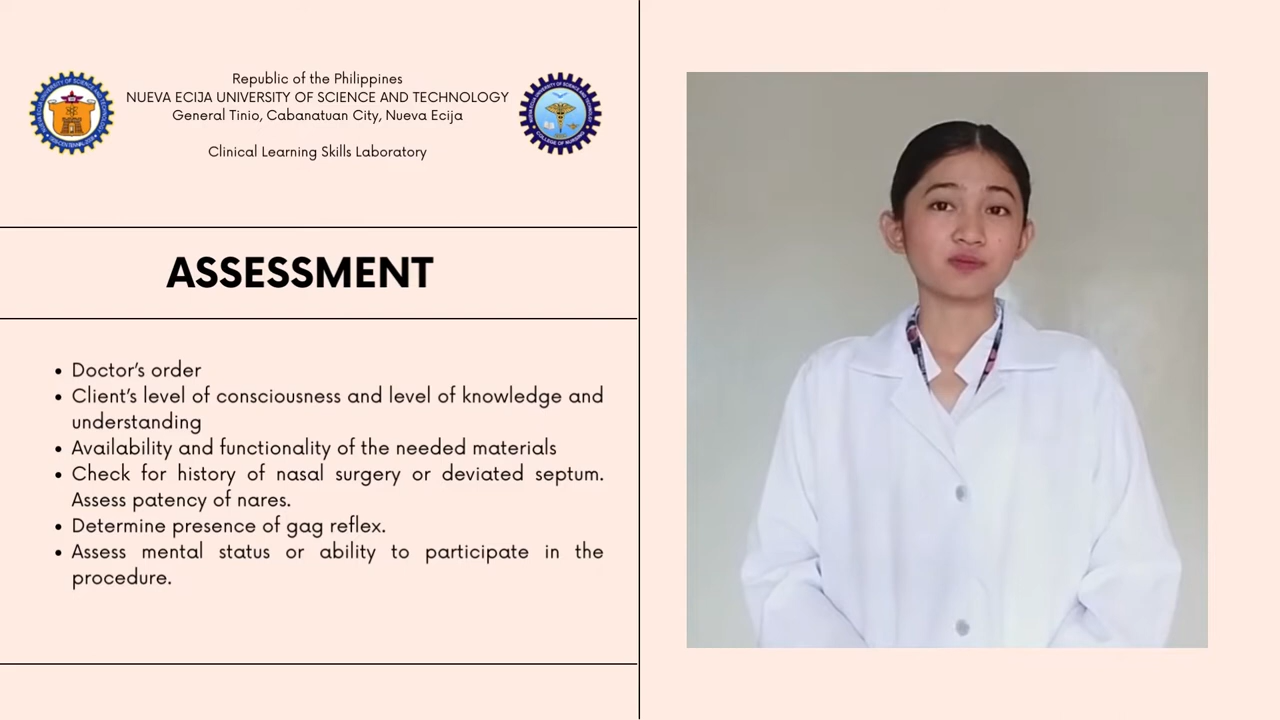 Republic of the Philippines
NUEVA ECIJA UNIVERSITY OF SCIENCE AND TECHNOLOGY
General Tinio, Cabanatuan City, Nueva Ecija
Clinical Learning Skills Laboratory
ASSESSMENT
• Doctor's order
• Client's level of consciousness and level of knowledge and
understanding
• Availability and functionality of the needed materials
• Check for history of nasal surgery or deviated septum.
Assess patency of nares.
• Determine presence of gag reflex.
• Assess mental status or ability to participate in the
procedure.